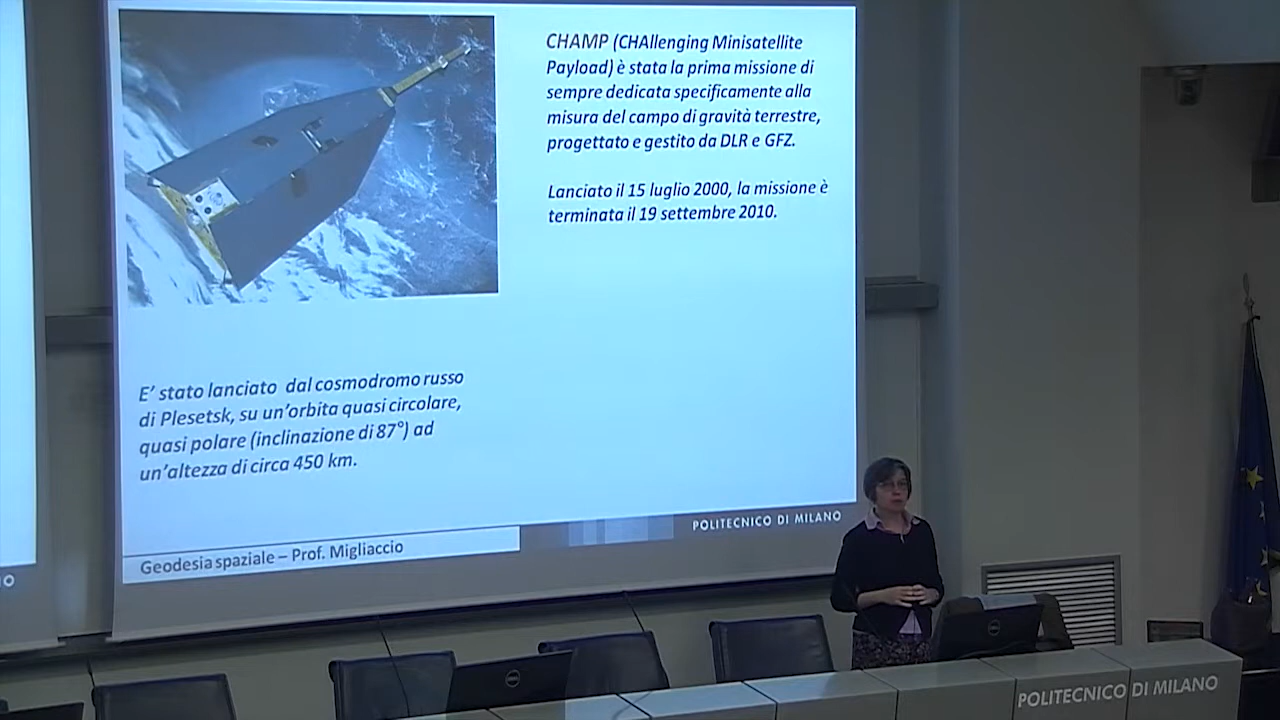 CHAMP (CHAllenging Minisatellite
Payload) è stata la prima missione di
sempre dedicata specificamente alla
misura del campo di gravità terrestre,
progettato e gestito da DLR e GFZ.
Lanciato il 15 luglio 2000, la missione è
terminata il 19 settembre 2010.
E' stato lanciato dal cosmodromo russo
di Plesetsk, su un'orbita quasi circolare,
quasi polare (inclinazione di 87°) ad
un'altezza di circa 450 km.
Geodesia spaziale – Prof. Migliaccio
POLITECNICO DI MILANO
POLITECNICO DI MILANO